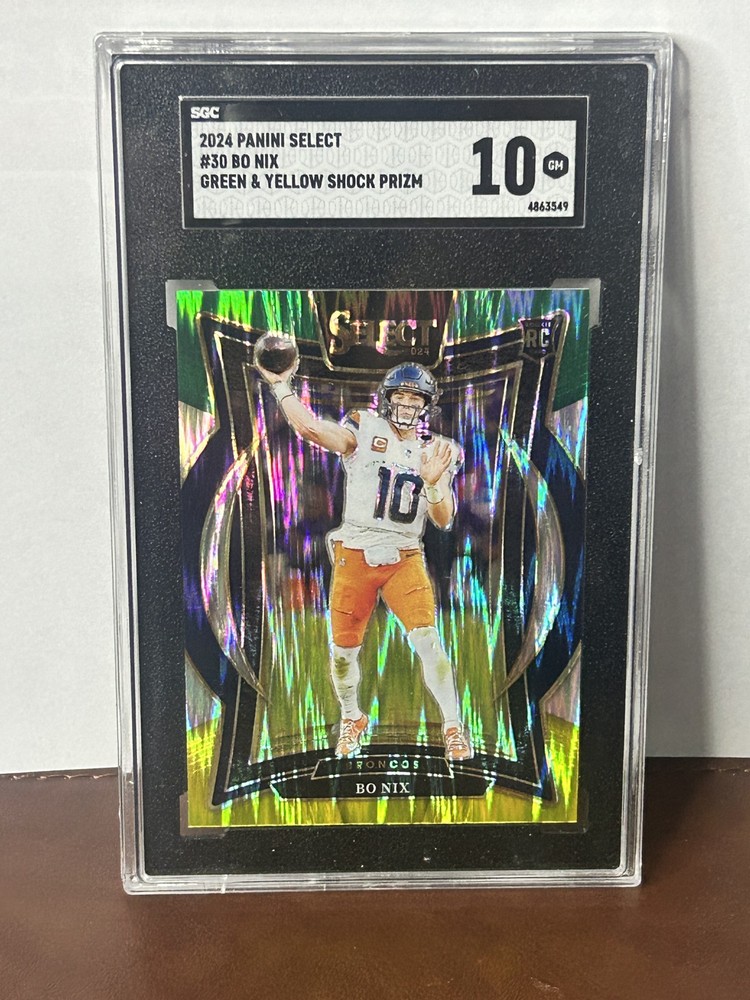 SGC
2024 PANINI SELECT
#30 BO NIX
GREEN & YELLOW SHOCK PRIZM
10 GM
4863549
SELECT
RC
C
10
BRONCOS
BO NIX